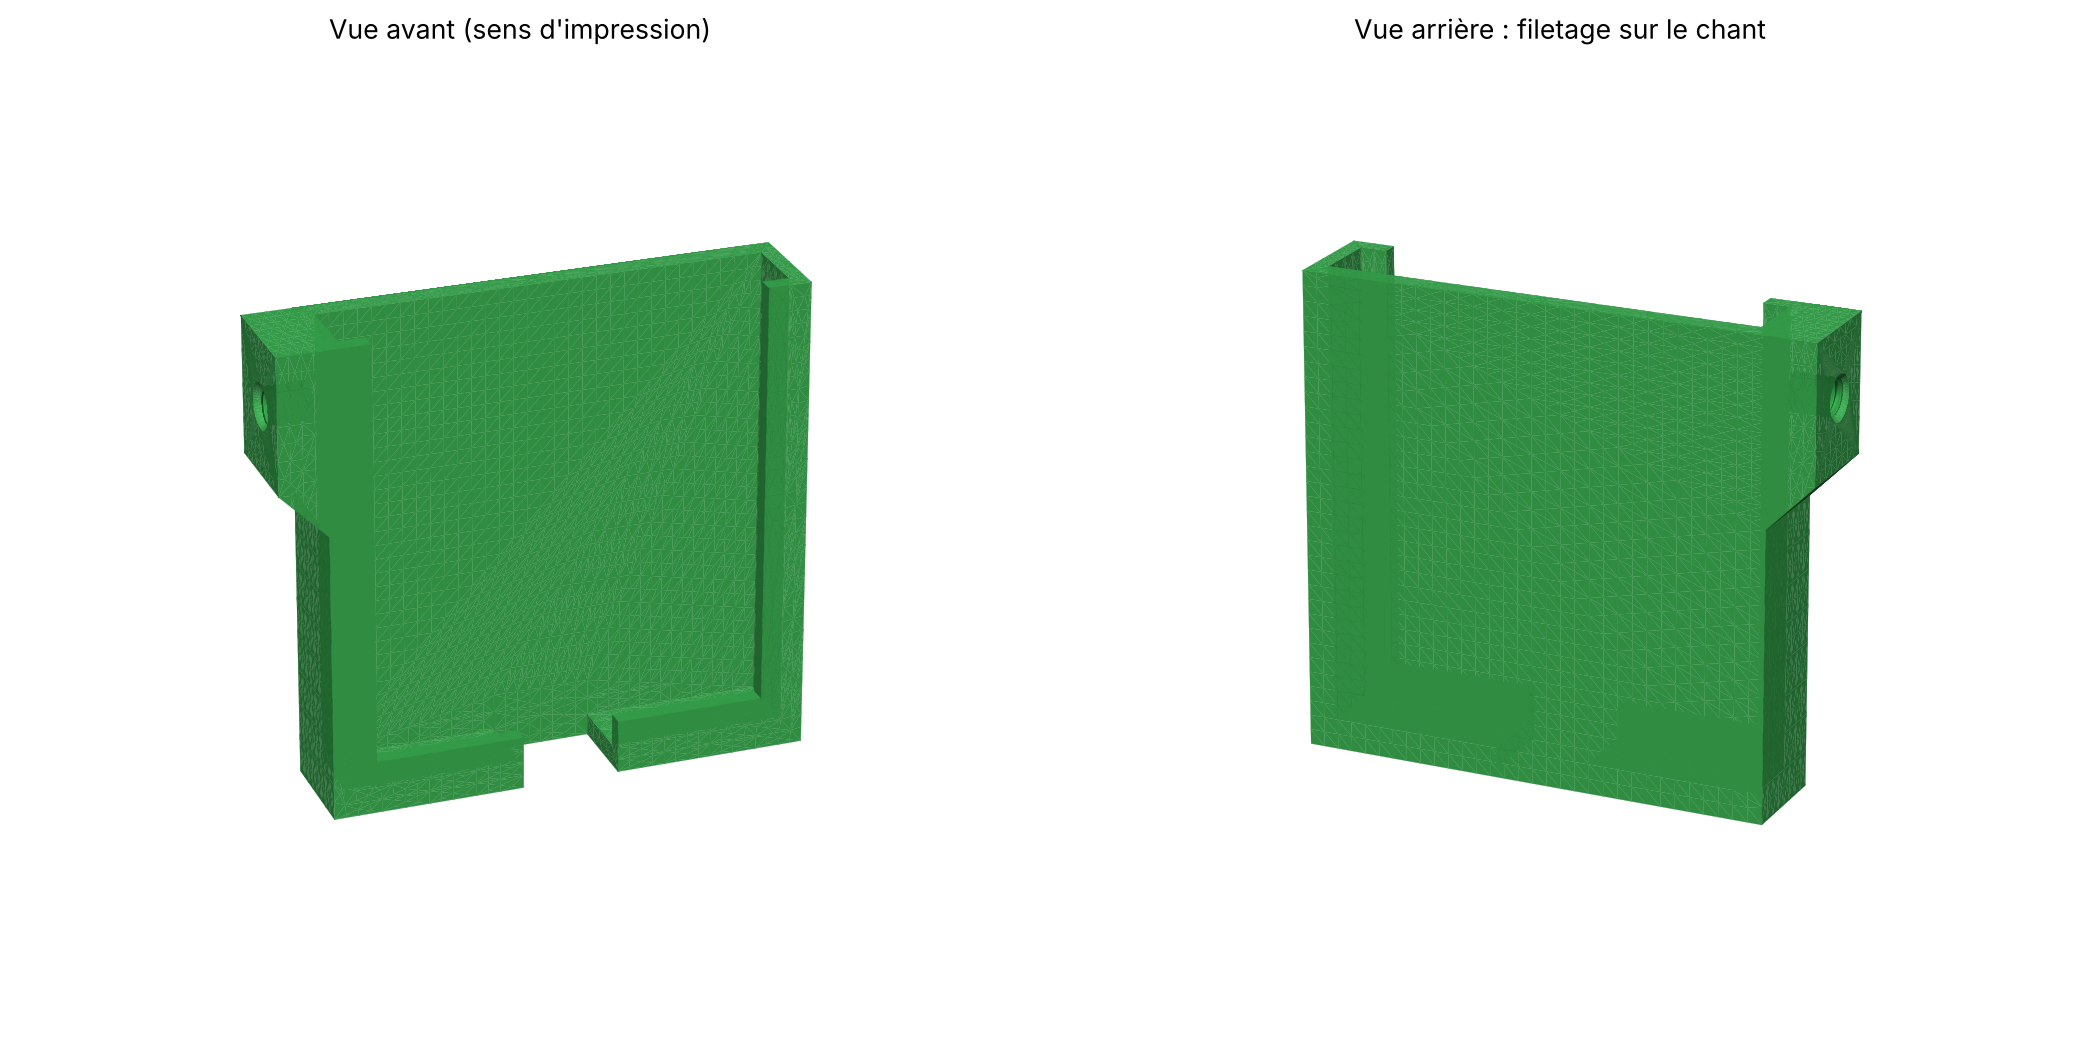 Vue avant (sens d'impression)
Vue arrière : filetage sur le chant